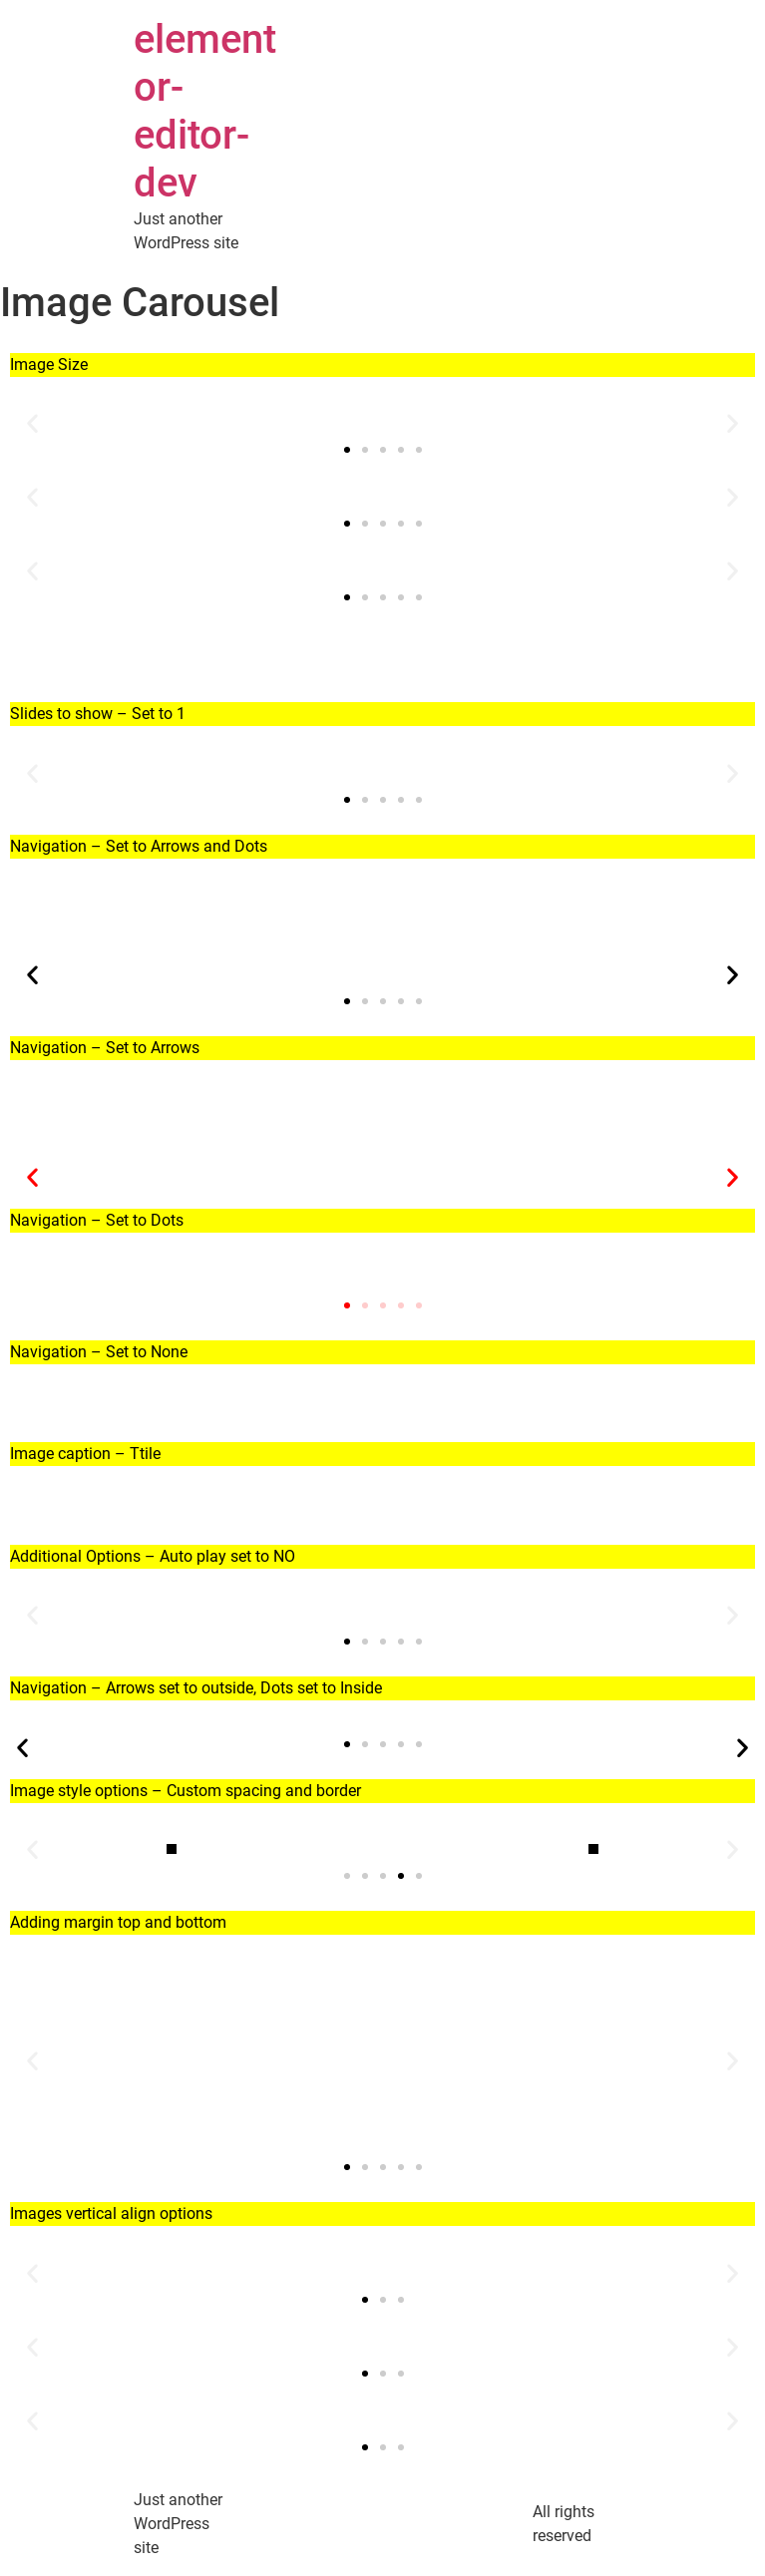 element
or-
editor-
dev
Just another
WordPress site
Image Carousel
Image Size
Slides to show – Set to 1
Navigation – Set to Arrows and Dots
Navigation – Set to Arrows
Navigation – Set to Dots
Navigation – Set to None
Image caption – Ttile
Additional Options – Auto play set to NO
Navigation – Arrows set to outside, Dots set to Inside
Image style options – Custom spacing and border
Adding margin top and bottom
Images vertical align options
Just another
WordPress
site
All rights
reserved